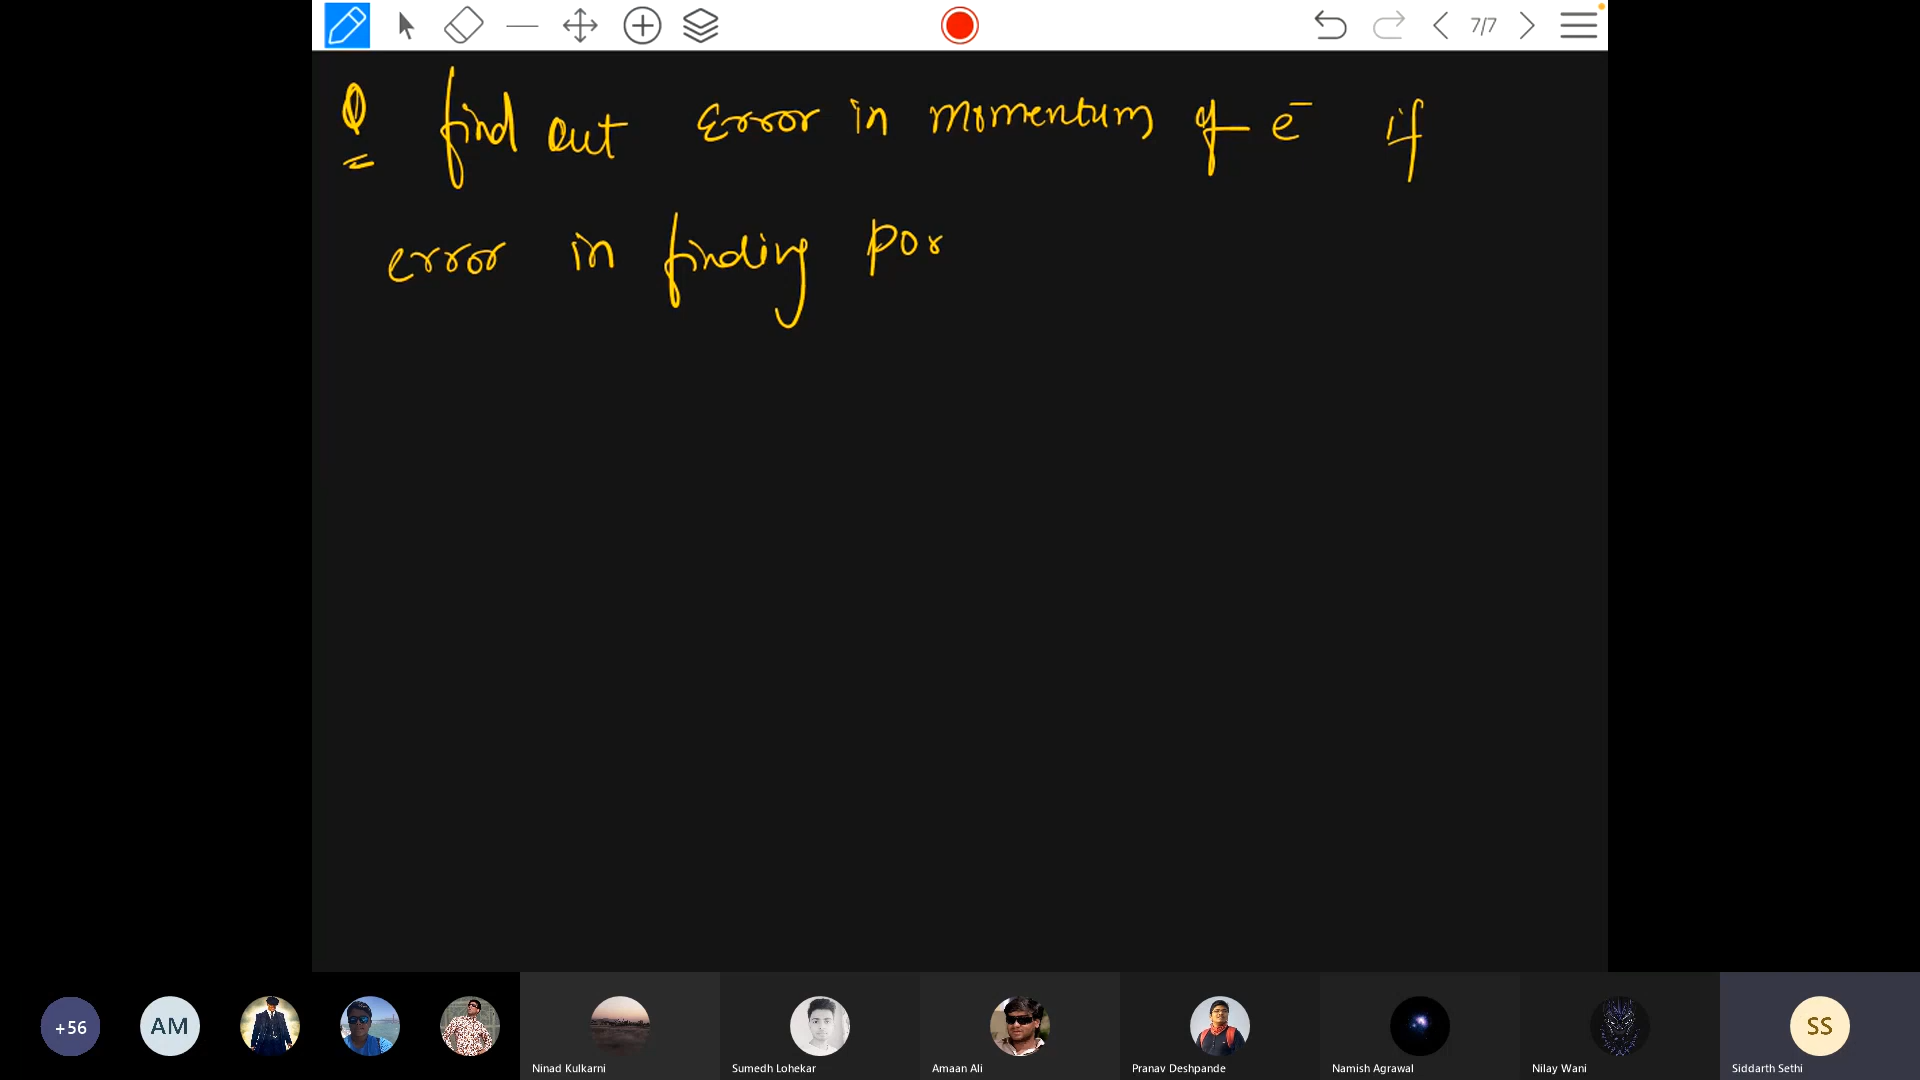 7/7
Q find out Error in momentum of e⁻ if
error in finding pos
+56
AM
SS
Ninad Kulkarni
Sumedh Lohekar
Amaan Ali
Pranav Deshpande
Namish Agrawal
Nilay Wani
Siddarth Sethi